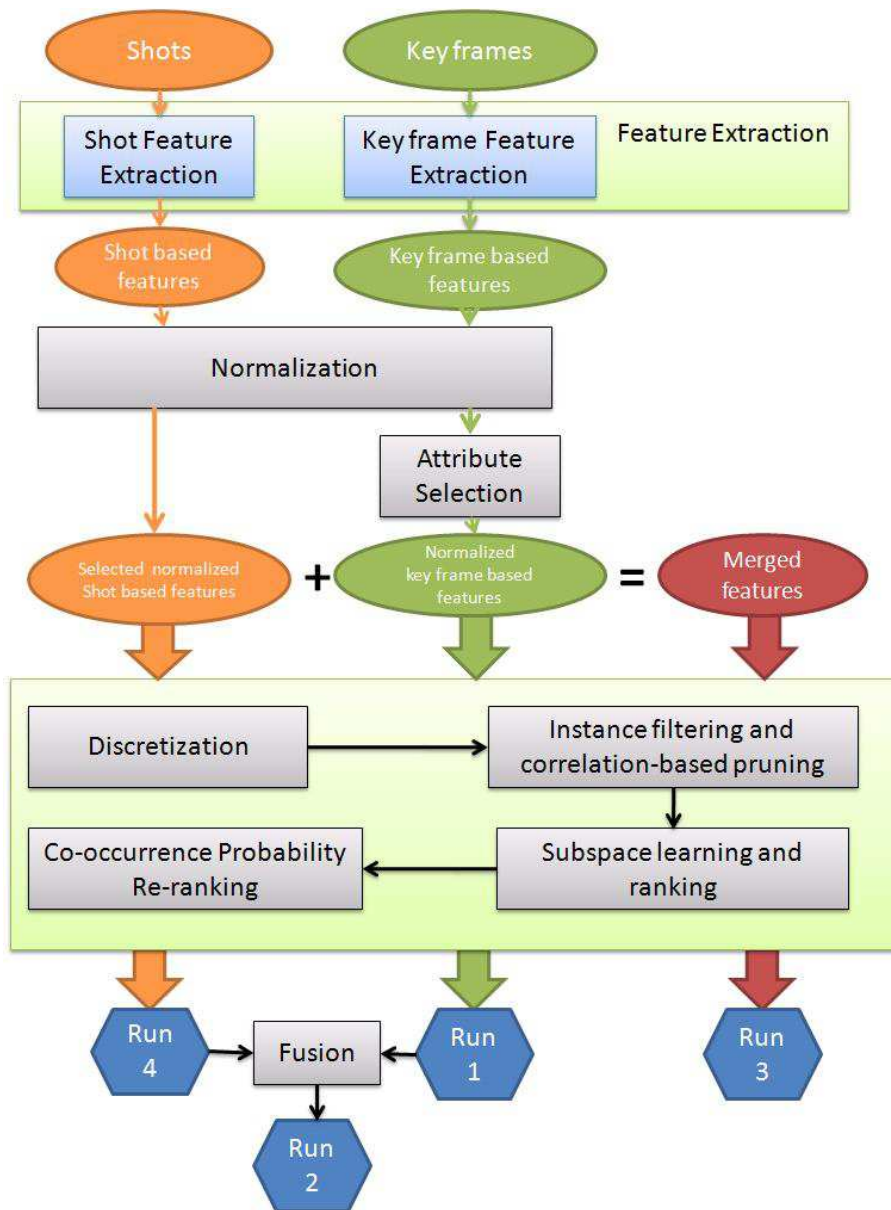 Shots
Key frames
Shot Feature
Extraction
Key frame Feature
Extraction
Feature Extraction
Shot based
features
Key frame based
features
Normalization
Attribute
Selection
Selected normalized
Shot based features
+
Normalized
key frame based
features
=
Merged
features
Discretization
Instance filtering and
correlation-based pruning
Co-occurrence Probability
Re-ranking
Subspace learning and
ranking
Run
4
Fusion
Run
1
Run
3
Run
2